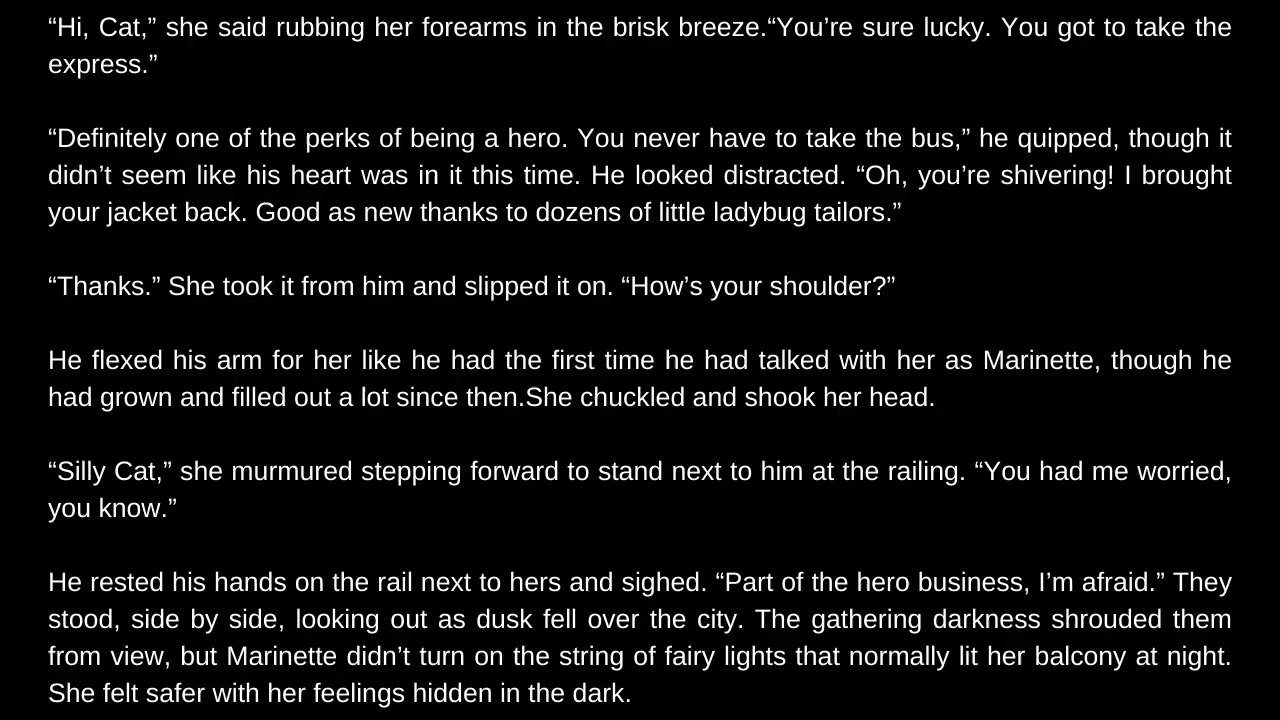 “Hi, Cat,” she said rubbing her forearms in the brisk breeze.“You’re sure lucky. You got to take the
express.”
“Definitely one of the perks of being a hero. You never have to take the bus,” he quipped, though it
didn’t seem like his heart was in it this time. He looked distracted. “Oh, you’re shivering! I brought
your jacket back. Good as new thanks to dozens of little ladybug tailors.”
“Thanks.” She took it from him and slipped it on. “How’s your shoulder?”
He flexed his arm for her like he had the first time he had talked with her as Marinette, though he
had grown and filled out a lot since then.She chuckled and shook her head.
“Silly Cat,” she murmured stepping forward to stand next to him at the railing. “You had me worried,
you know.”
He rested his hands on the rail next to hers and sighed. “Part of the hero business, I’m afraid.” They
stood, side by side, looking out as dusk fell over the city. The gathering darkness shrouded them
from view, but Marinette didn’t turn on the string of fairy lights that normally lit her balcony at night.
She felt safer with her feelings hidden in the dark.